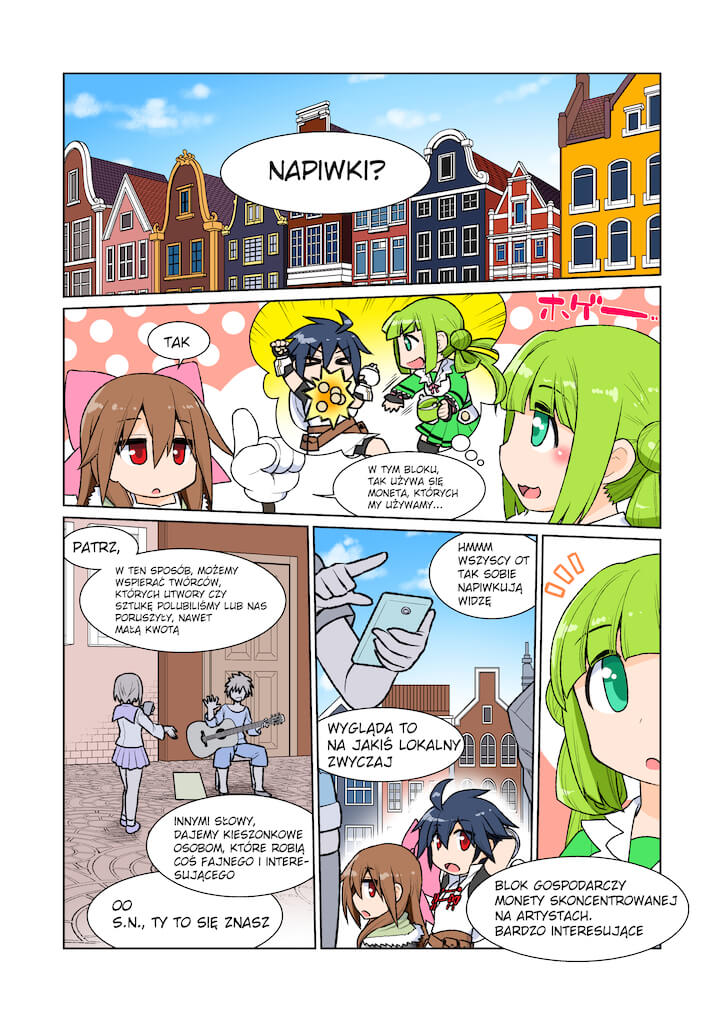 NAPIWKI?
TAK
ホゲー
W TYM BLOKU,
TAK UŻYWA SIĘ
MONETA, KTÓRYCH
MY UŻYWAMY...
PATRZ,
W TEN SPOSÓB, MOŻEMY
WSPIERAĆ TWÓRCÓW,
KTÓRYCH UTWORY CZY
SZTUKĘ POLUBILIŚMY LUB NAS
PORUSZYŁY, NAWET
MAŁĄ KWOTĄ
INNYMI SŁOWY,
DAJEMY KIESZONKOWE
OSOBOM, KTÓRE ROBIĄ
COŚ FAJNEGO I INTERE-
SUJĄCEGO
OO
S.N., TY TO SIĘ ZNASZ
HMMM
WSZYSCY OT
TAK SOBIE
NAPIWKUJĄ
WIDZĘ
WYGLĄDA TO
NA JAKIŚ LOKALNY
ZWYCZAJ
BLOK GOSPODARCZY
MONETY SKONCENTROWANEJ
NA ARTYSTACH.
BARDZO INTERESUJĄCE